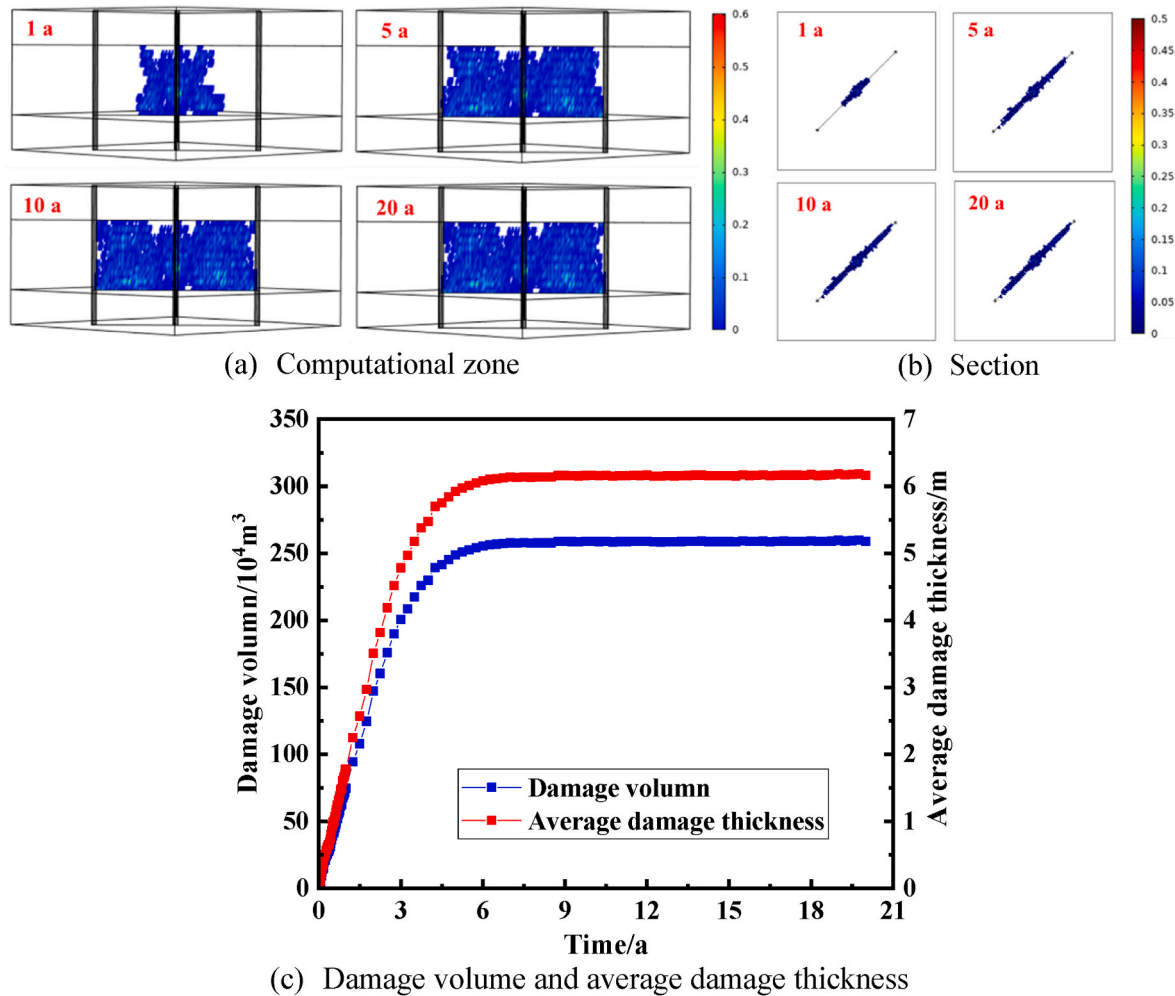 1 a
5 a
0.6
0.5
0.4
0.3
0.2
0.1
0
10 a
20 a
1 a
5 a
0.5
0.45
0.4
0.35
0.3
0.25
0.2
0.15
0.1
0.05
0
10 a
20 a
(a) Computational zone
(b) Section
350
300
250
200
150
100
50
0
Damage volumn/10⁴m³
7
6
5
4
3
2
1
0
Average damage thickness/m
Damage volumn
Average damage thickness
0 3 6 9 12 15 18 21
Time/a
(c) Damage volume and average damage thickness